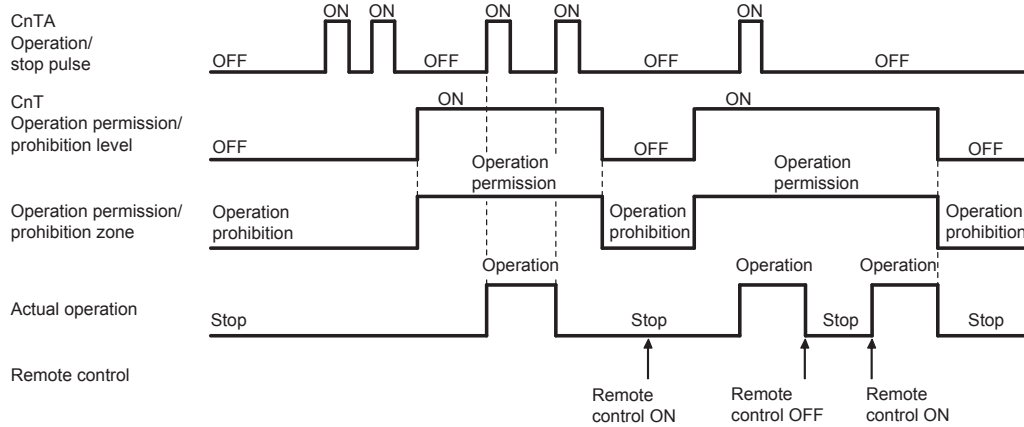 CnTA
Operation/
stop pulse
ON ON ON ON ON
OFF OFF OFF OFF
CnT
Operation permission/
prohibition level
ON ON
OFF OFF OFF
Operation
permission
Operation
permission
Operation permission/
prohibition zone
Operation
prohibition
Operation
prohibition
Operation
prohibition
Operation Operation Operation
Actual operation
Stop Stop Stop Stop
Remote control
Remote
control ON
Remote
control OFF
Remote
control ON